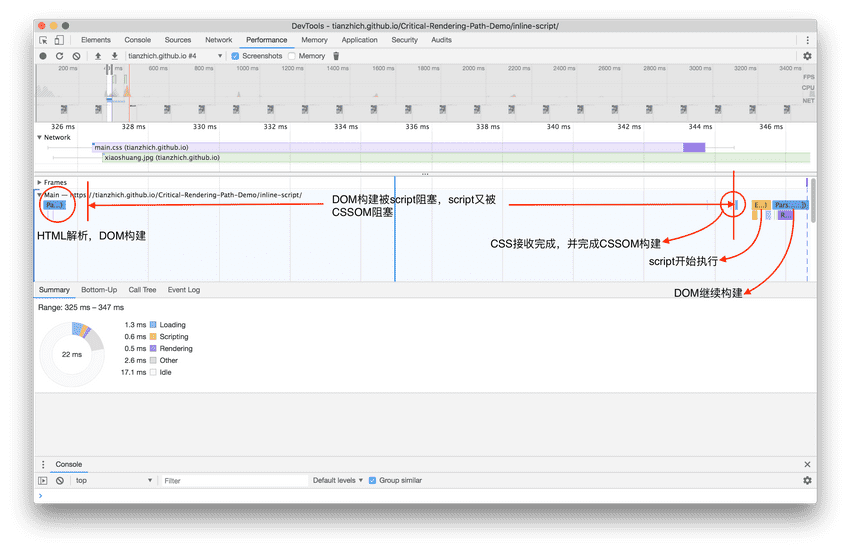 DevTools - tianzhich.github.io/Critical-Rendering-Path-Demo/inline-script/
Elements Console Sources Network Performance Memory Application Security Audits
tianzhich.github.io #4 Screenshots Memory
200 ms 400 ms 600 ms 800 ms 1000 ms 1200 ms 1400 ms 1600 ms 1800 ms 2000 ms 2200 ms 2400 ms 2600 ms 2800 ms 3000 ms 3200 ms 3400 ms
FPS
CPU
NET
326 ms 328 ms 330 ms 332 ms 334 ms 336 ms 338 ms 340 ms 342 ms 344 ms 346 ms
Network
main.css (tianzhich.github.io)
xiaoshuang.jpg (tianzhich.github.io)
Frames
Main — https://tianzhich.github.io/Critical-Rendering-Path-Demo/inline-script/
Pa...) E...) Pars...])
R...
DOM构建被script阻塞，script又被
CSSOM阻塞
HTML解析，DOM构建
CSS接收完成，并完成CSSOM构建
script开始执行
DOM继续构建
Summary Bottom-Up Call Tree Event Log
Range: 325 ms – 347 ms
22 ms
1.3 ms Loading
0.6 ms Scripting
0.5 ms Rendering
2.6 ms Other
17.1 ms Idle
Console
top Filter Default levels Group similar